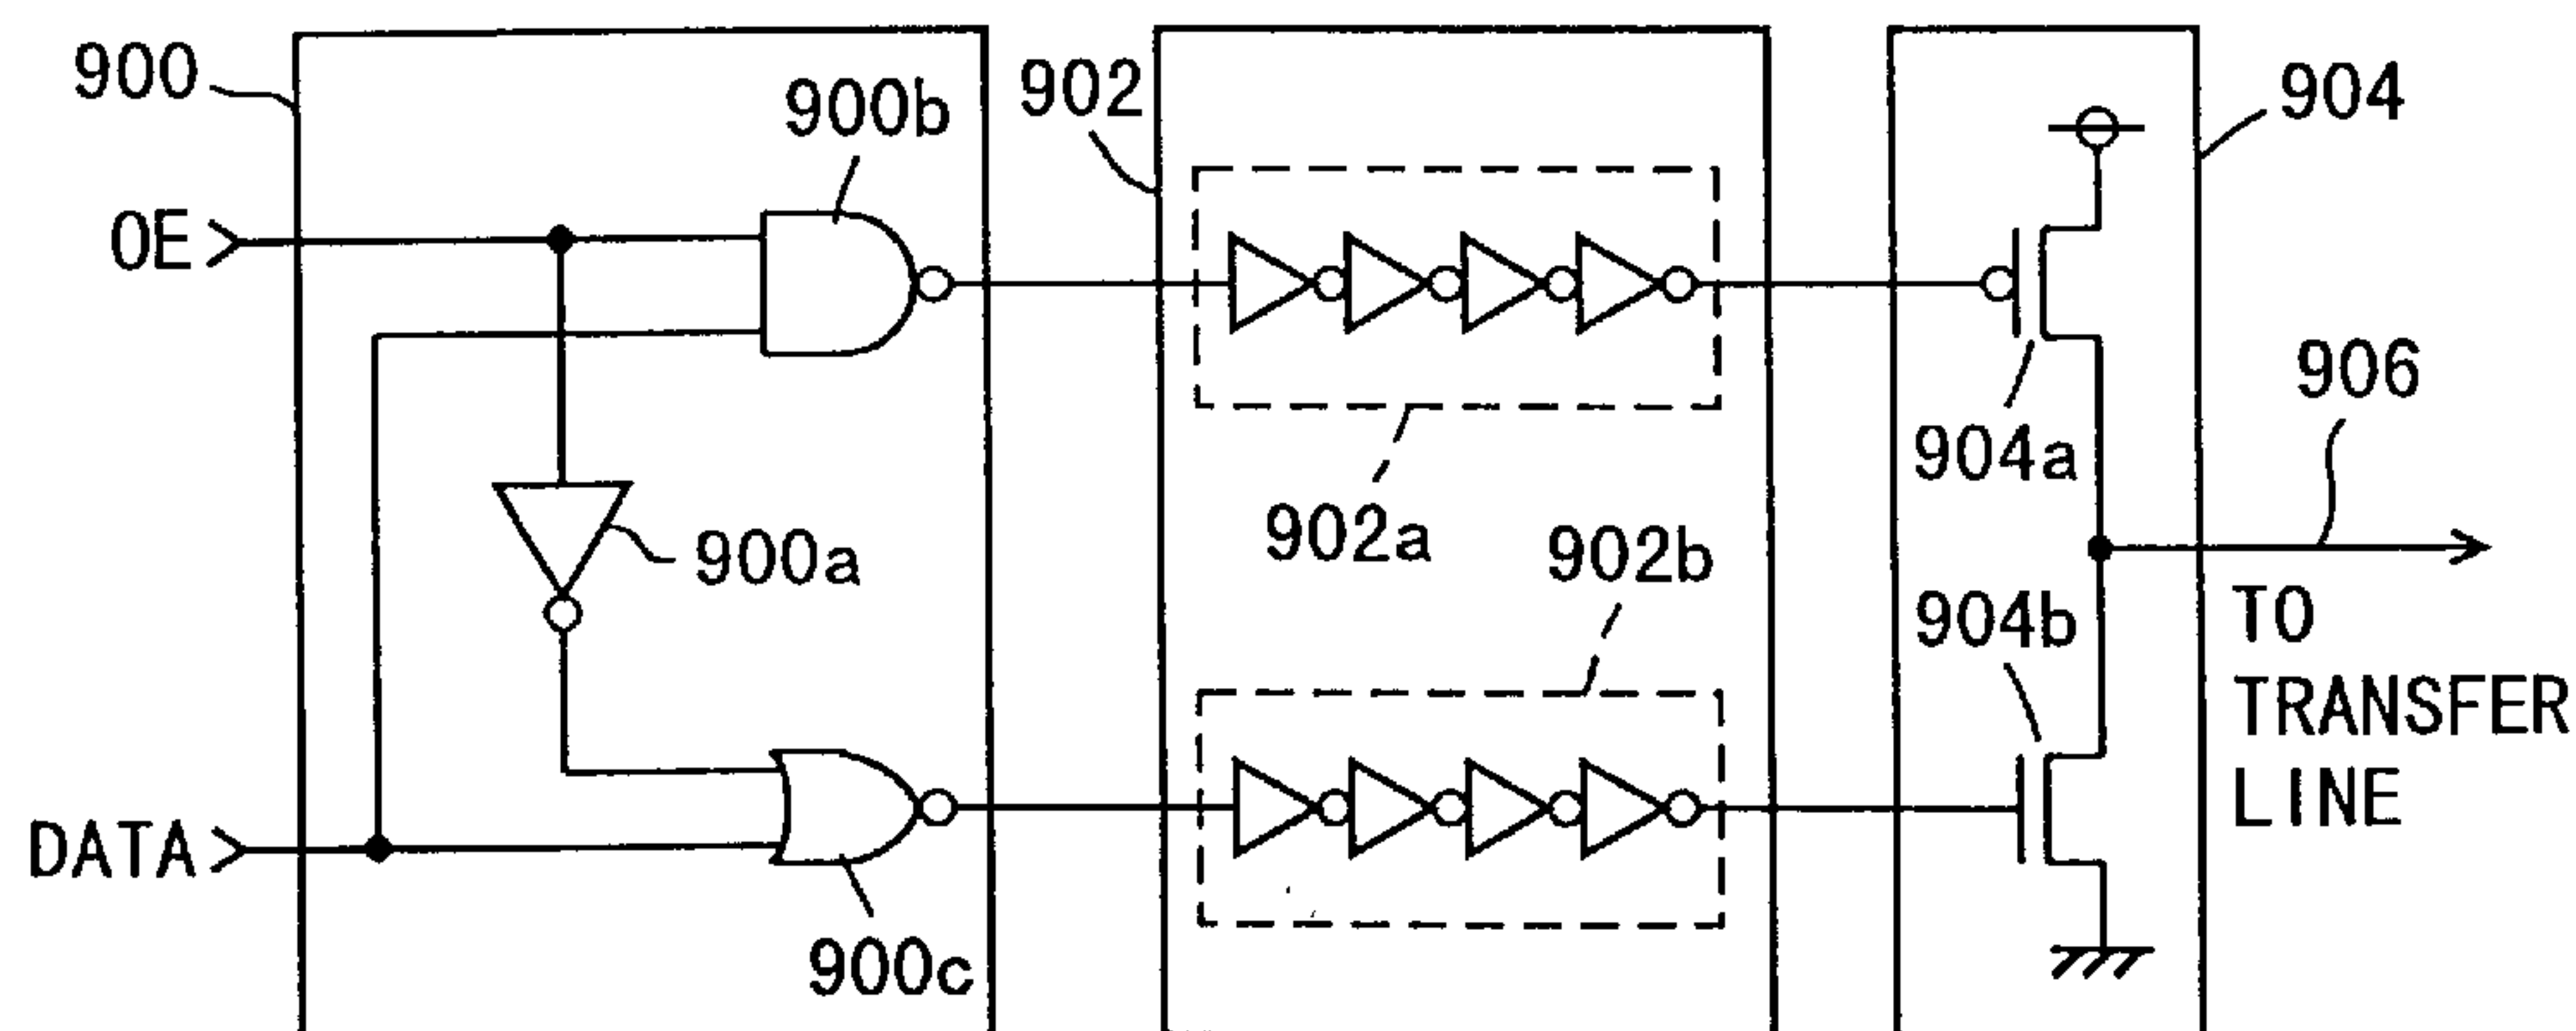 900
900b
902
904
OE
900a
902a
902b
904a
906
904b
TO
TRANSFER
LINE
DATA
900c